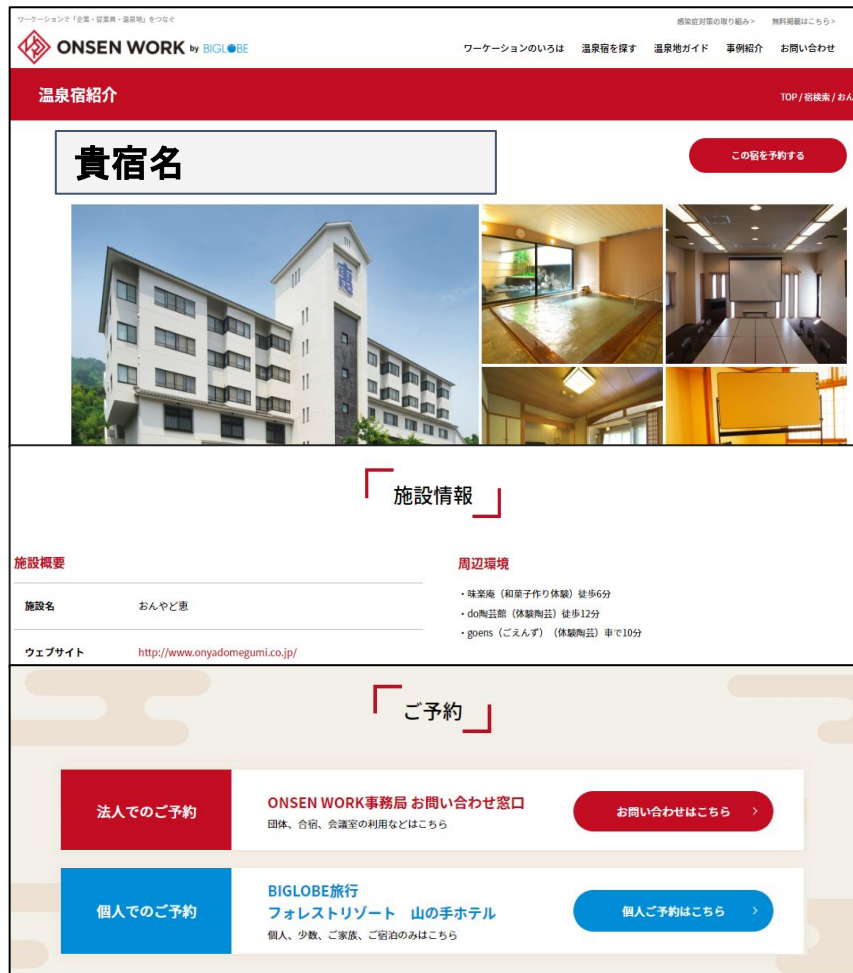 ワーケーションで「企業・従業員・温泉地」をつなぐ
感染症対策の取り組み> 無料掲載はこちら>
ONSEN WORK by BIGLOBE
ワーケーションのいろは 温泉宿を探す 温泉地ガイド 事例紹介 お問い合わせ
温泉宿紹介
TOP / 宿検索 / おん
貴宿名
この宿を予約する
恵
施設情報
施設概要
周辺環境
施設名 おんやど恵
・味楽庵（和菓子作り体験）徒歩6分
・do陶芸館（体験陶芸）徒歩12分
・goens（ごえんず）（体験陶芸）車で10分
ウェブサイト http://www.onyadomegumi.co.jp/
ご予約
法人でのご予約
ONSEN WORK事務局 お問い合わせ窓口
団体、合宿、会議室の利用などはこちら
お問い合わせはこちら >
個人でのご予約
BIGLOBE旅行
フォレストリゾート 山の手ホテル
個人、少数、ご家族、ご宿泊のみはこちら
個人ご予約はこちら >